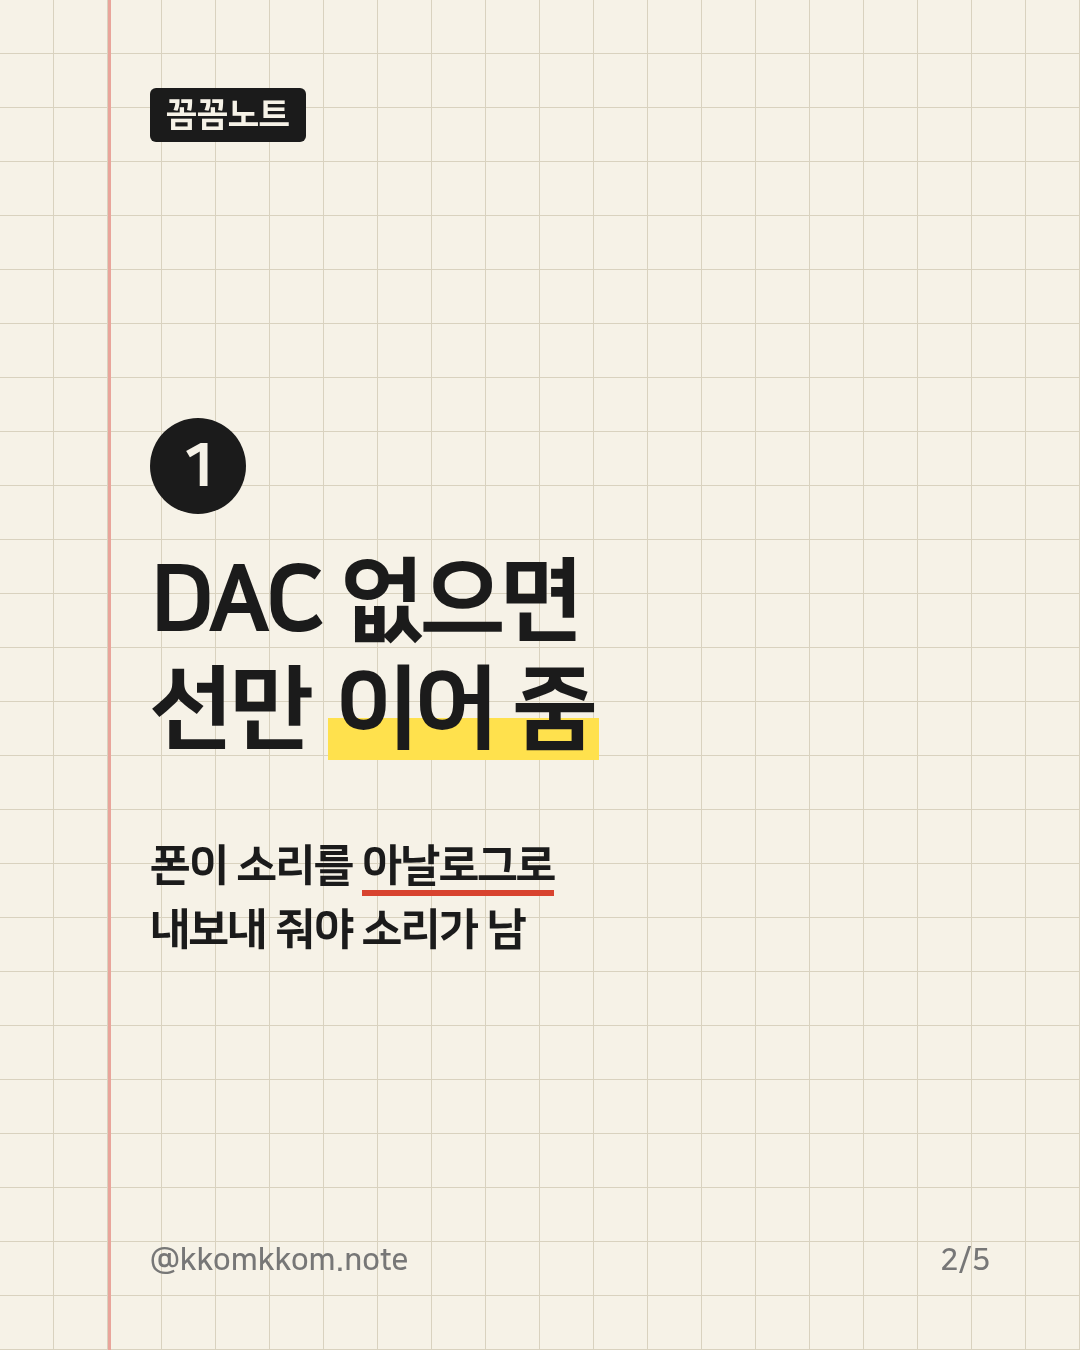 꼼꼼노트
1
DAC 없으면
선만 이어 줌
폰이 소리를 아날로그로
내보내 줘야 소리가 남
@kkomkkom.note
2/5